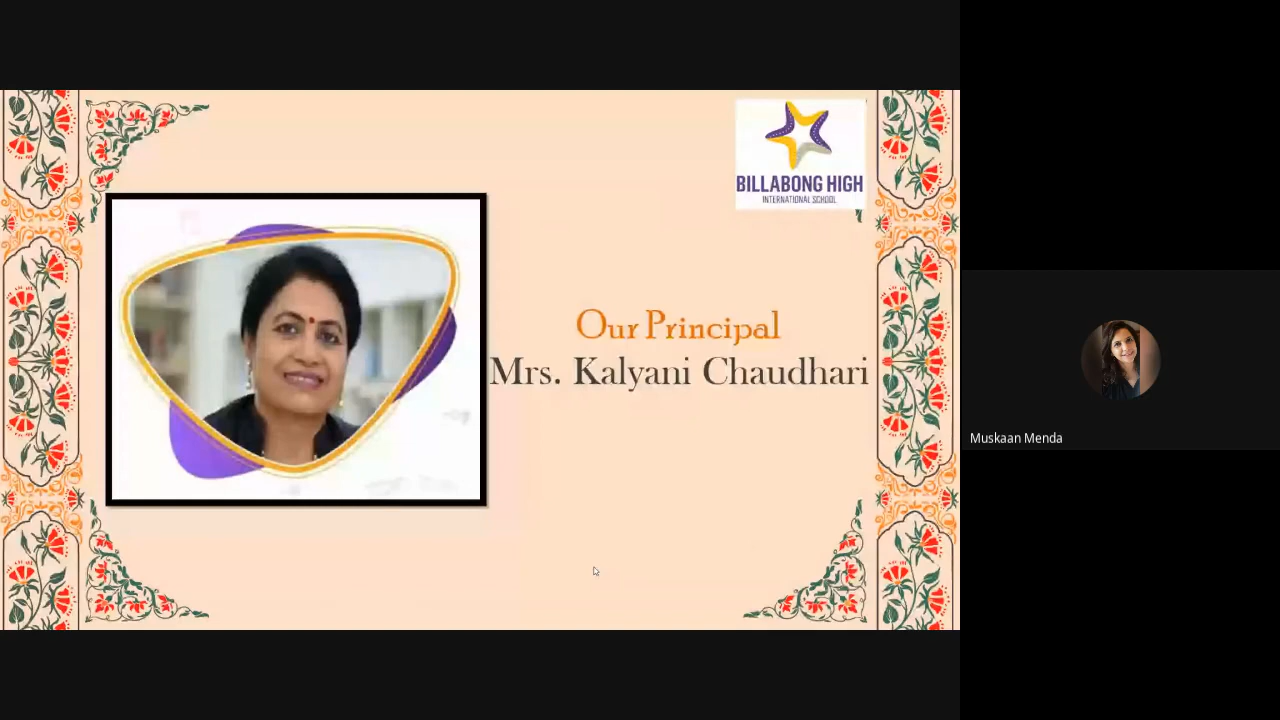 BILLABONG HIGH
INTERNATIONAL SCHOOL
Our Principal
Mrs. Kalyani Chaudhari
Muskaan Menda